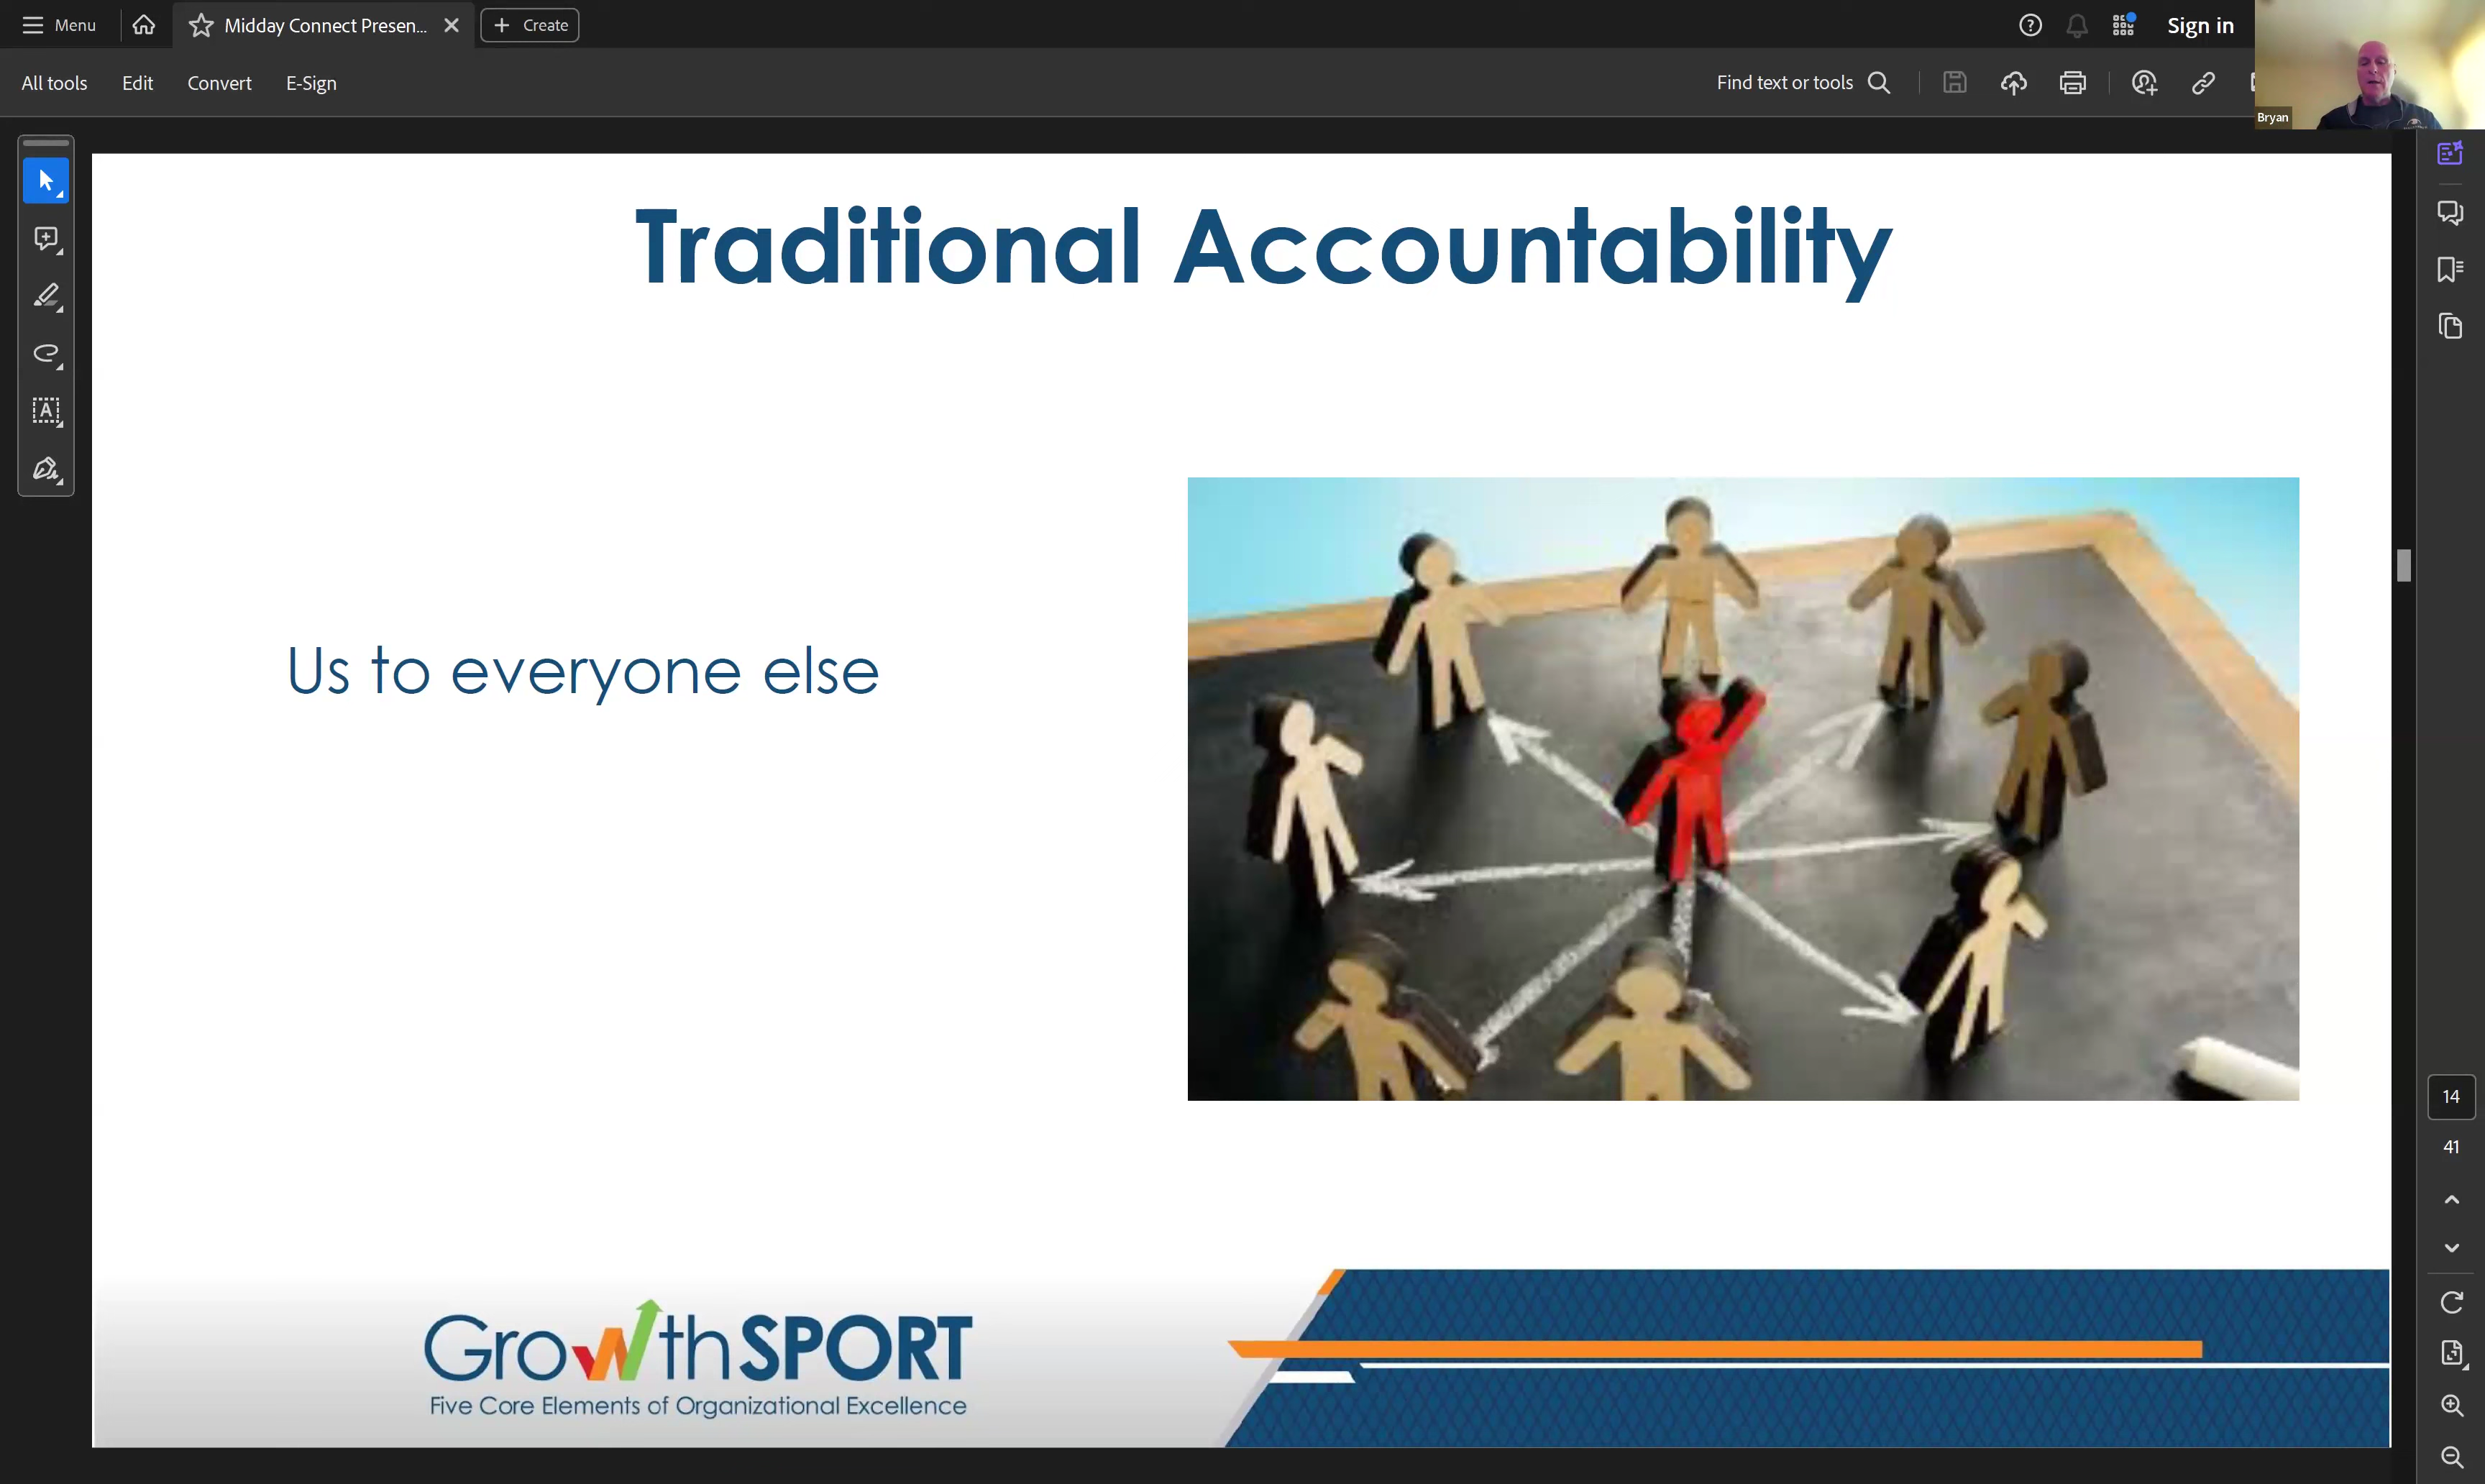 Menu
Midday Connect Presen...
Create
Sign in
All tools
Edit
Convert
E-Sign
Find text or tools
Bryan
A
Traditional Accountability
Us to everyone else
14
41
GrowthSPORT
Five Core Elements of Organizational Excellence